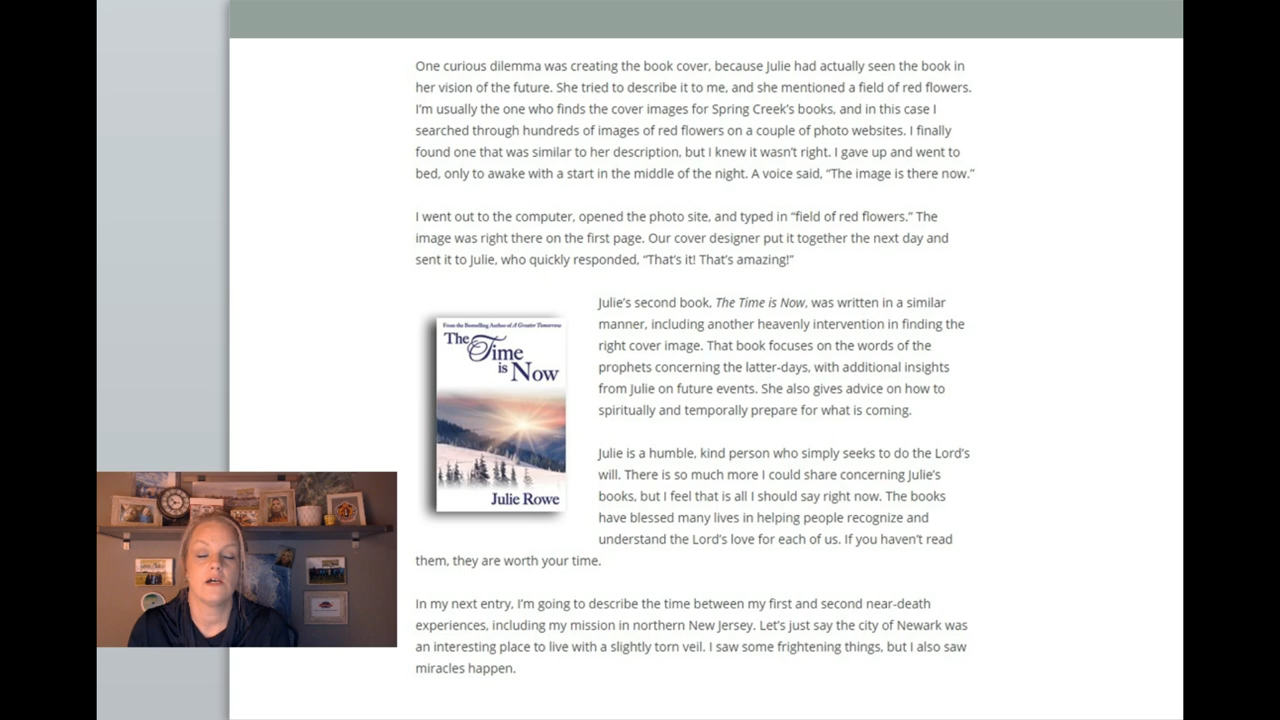 One curious dilemma was creating the book cover, because Julie had actually seen the book in
her vision of the future. She tried to describe it to me, and she mentioned a field of red flowers.
I'm usually the one who finds the cover images for Spring Creek's books, and in this case I
searched through hundreds of images of red flowers on a couple of photo websites. I finally
found one that was similar to her description, but I knew it wasn't right. I gave up and went to
bed, only to awake with a start in the middle of the night. A voice said, “The image is there now.”
I went out to the computer, opened the photo site, and typed in “field of red flowers.” The
image was right there on the first page. Our cover designer put it together the next day and
sent it to Julie, who quickly responded, “That's it! That's amazing!”
From the Bestselling Author of A Greater Tomorrow
The
Time
is Now
Julie Rowe
Julie's second book, The Time is Now, was written in a similar
manner, including another heavenly intervention in finding the
right cover image. That book focuses on the words of the
prophets concerning the latter-days, with additional insights
from Julie on future events. She also gives advice on how to
spiritually and temporally prepare for what is coming.
Julie is a humble, kind person who simply seeks to do the Lord's
will. There is so much more I could share concerning Julie's
books, but I feel that is all I should say right now. The books
have blessed many lives in helping people recognize and
understand the Lord's love for each of us. If you haven't read
them, they are worth your time.
In my next entry, I'm going to describe the time between my first and second near-death
experiences, including my mission in northern New Jersey. Let's just say the city of Newark was
an interesting place to live with a slightly torn veil. I saw some frightening things, but I also saw
miracles happen.